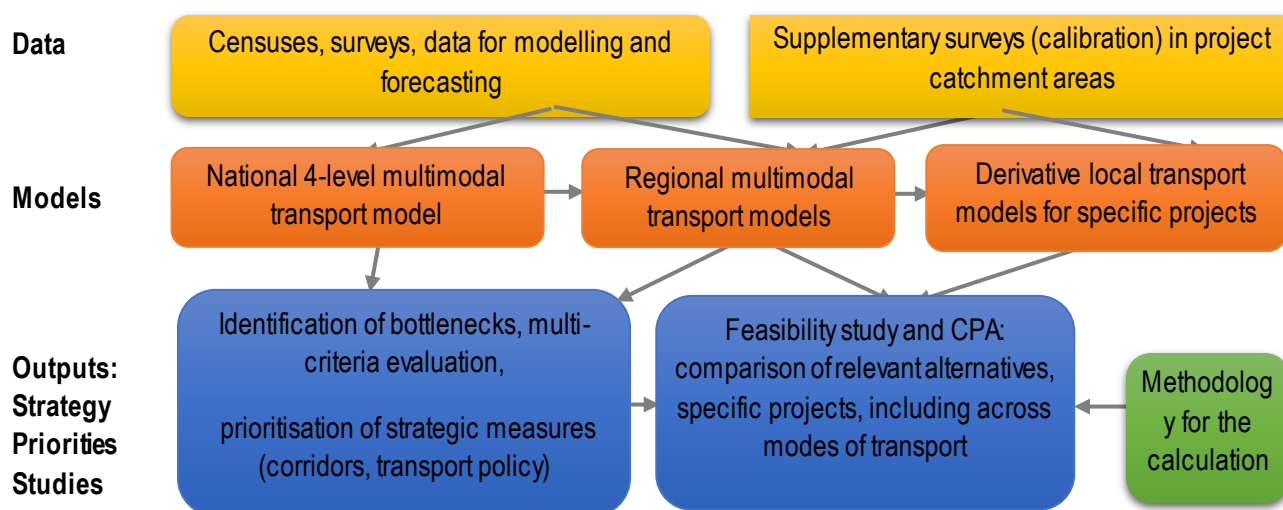 Data
Censuses, surveys, data for modelling and
forecasting
Supplementary surveys (calibration) in project
catchment areas
Models
National 4-level multimodal
transport model
Regional multimodal
transport models
Derivative local transport
models for specific projects
Outputs:
Strategy
Priorities
Studies
Identification of bottlenecks, multi-
criteria evaluation,
prioritisation of strategic measures
(corridors, transport policy)
Feasibility study and CPA:
comparison of relevant alternatives,
specific projects, including across
modes of transport
Methodolog
y for the
calculation